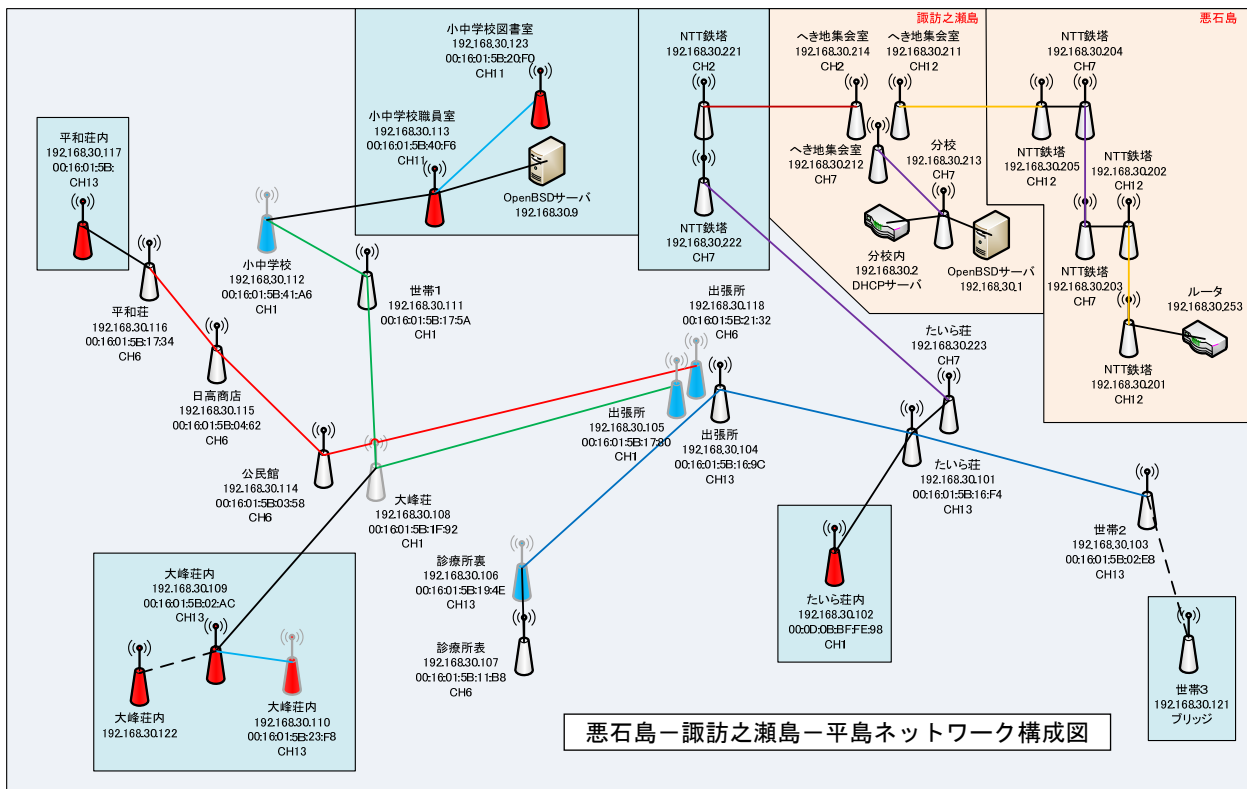 諏訪之瀬島
悪石島
小中学校図書室
192.168.30.123
00:16:01:5B:20:F0
CH11
小中学校職員室
192.168.30.113
00:16:01:5B:40:F6
CH11
OpenBSDサーバ
192.168.30.9
NTT鉄塔
192.168.30.221
CH2
NTT鉄塔
192.168.30.222
CH7
へき地集会室
192.168.30.214
CH2
へき地集会室
192.168.30.211
CH12
へき地集会室
192.168.30.212
CH7
分校
192.168.30.213
CH7
分校内
192.168.30.2
DHCPサーバ
OpenBSDサーバ
192.168.30.1
NTT鉄塔
192.168.30.204
CH7
NTT鉄塔
192.168.30.205
CH12
NTT鉄塔
192.168.30.202
CH12
NTT鉄塔
192.168.30.203
CH7
ルータ
192.168.30.253
NTT鉄塔
192.168.30.201
CH12
平和荘内
192.168.30.117
00:16:01:5B:
CH13
平和荘
192.168.30.116
00:16:01:5B:17:34
CH6
小中学校
192.168.30.112
00:16:01:5B:41:A6
CH1
世帯1
192.168.30.111
00:16:01:5B:17:5A
CH1
日高商店
192.168.30.115
00:16:01:5B:04:62
CH6
公民館
192.168.30.114
00:16:01:5B:03:58
CH6
出張所
192.168.30.118
00:16:01:5B:21:32
CH6
出張所
192.168.30.105
00:16:01:5B:17:80
CH1
出張所
192.168.30.104
00:16:01:5B:16:9C
CH13
たいら荘
192.168.30.223
CH7
たいら荘
192.168.30.101
00:16:01:5B:16:F4
CH13
大峰荘
192.168.30.108
00:16:01:5B:1F:92
CH1
世帯2
192.168.30.103
00:16:01:5B:02:E8
CH13
診療所裏
192.168.30.106
00:16:01:5B:19:4E
CH13
診療所表
192.168.30.107
00:16:01:5B:11:B8
CH6
たいら荘内
192.168.30.102
00:0D:0B:BF:FE:98
CH1
世帯3
192.168.30.121
ブリッジ
大峰荘内
192.168.30.109
00:16:01:5B:02:AC
CH13
大峰荘内
192.168.30.122
大峰荘内
192.168.30.110
00:16:01:5B:23:F8
CH13
悪石島－諏訪之瀬島－平島ネットワーク構成図